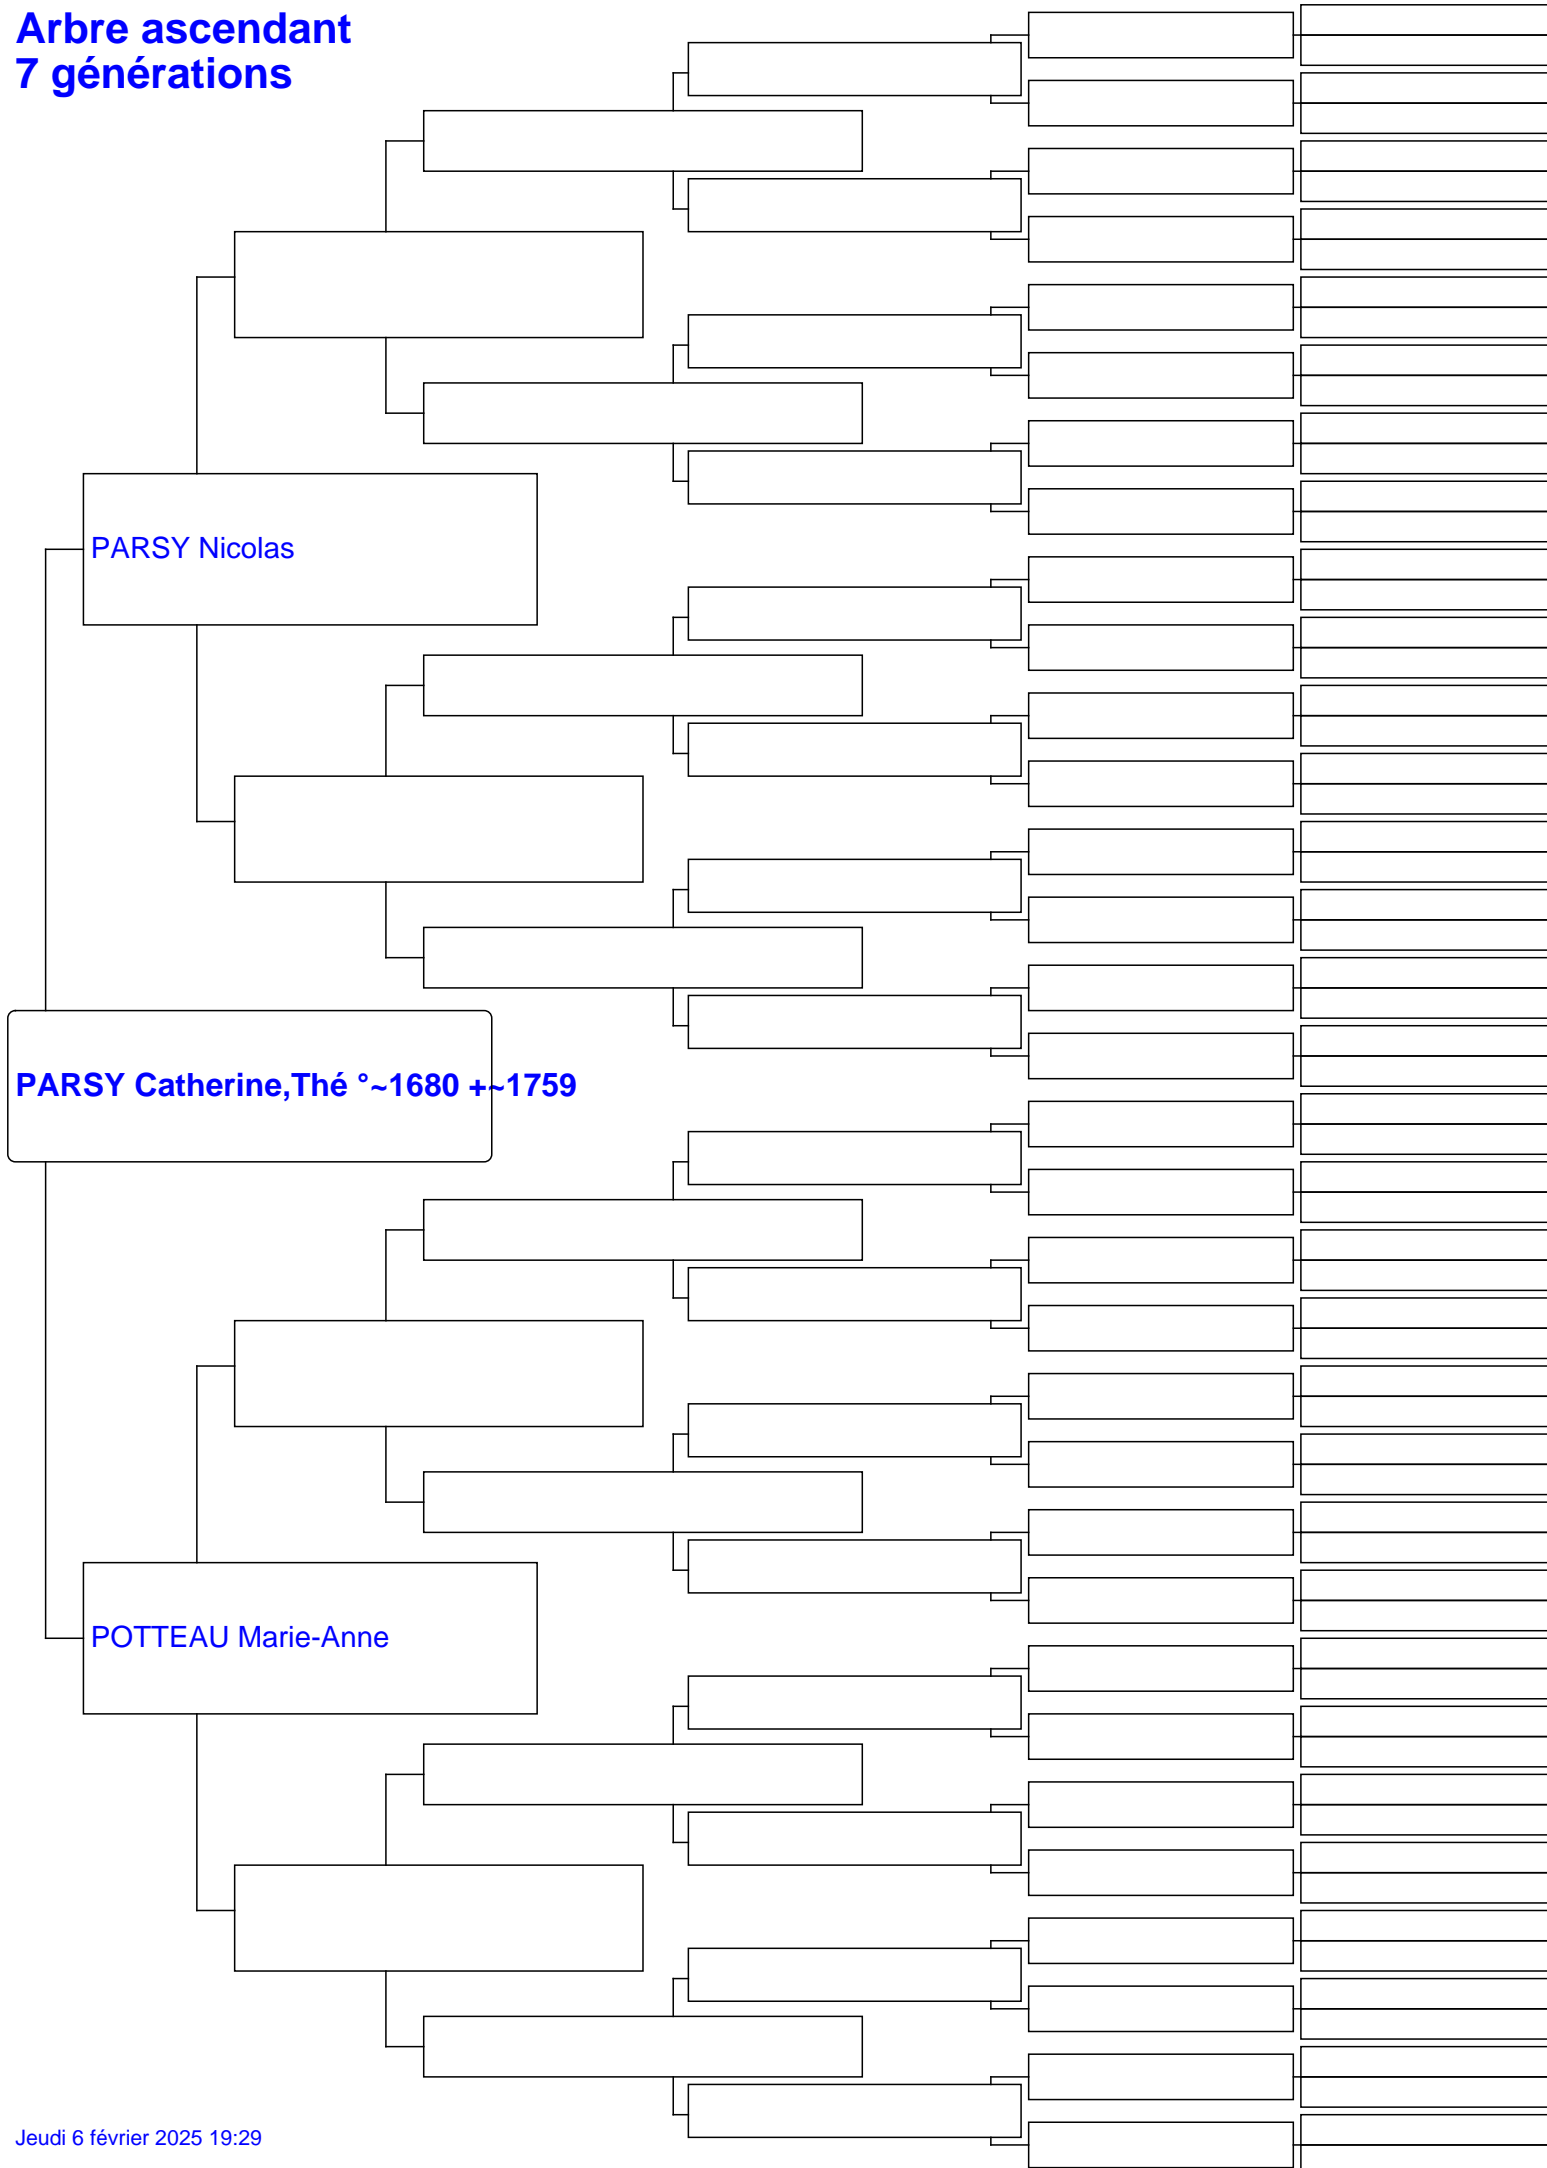 Arbre ascendant
7 générations
PARSY Nicolas
PARSY Catherine,Thé °~1680 +~1759
POTTEAU Marie-Anne
Jeudi 6 février 2025 19:29